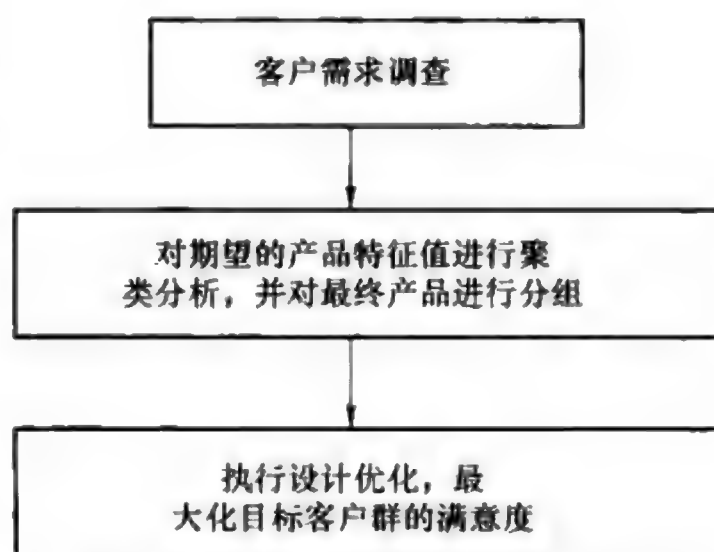 客户需求调查
对期望的产品特征值进行聚
类分析，并对最终产品进行分组
执行设计优化，最
大化目标客户群的满意度